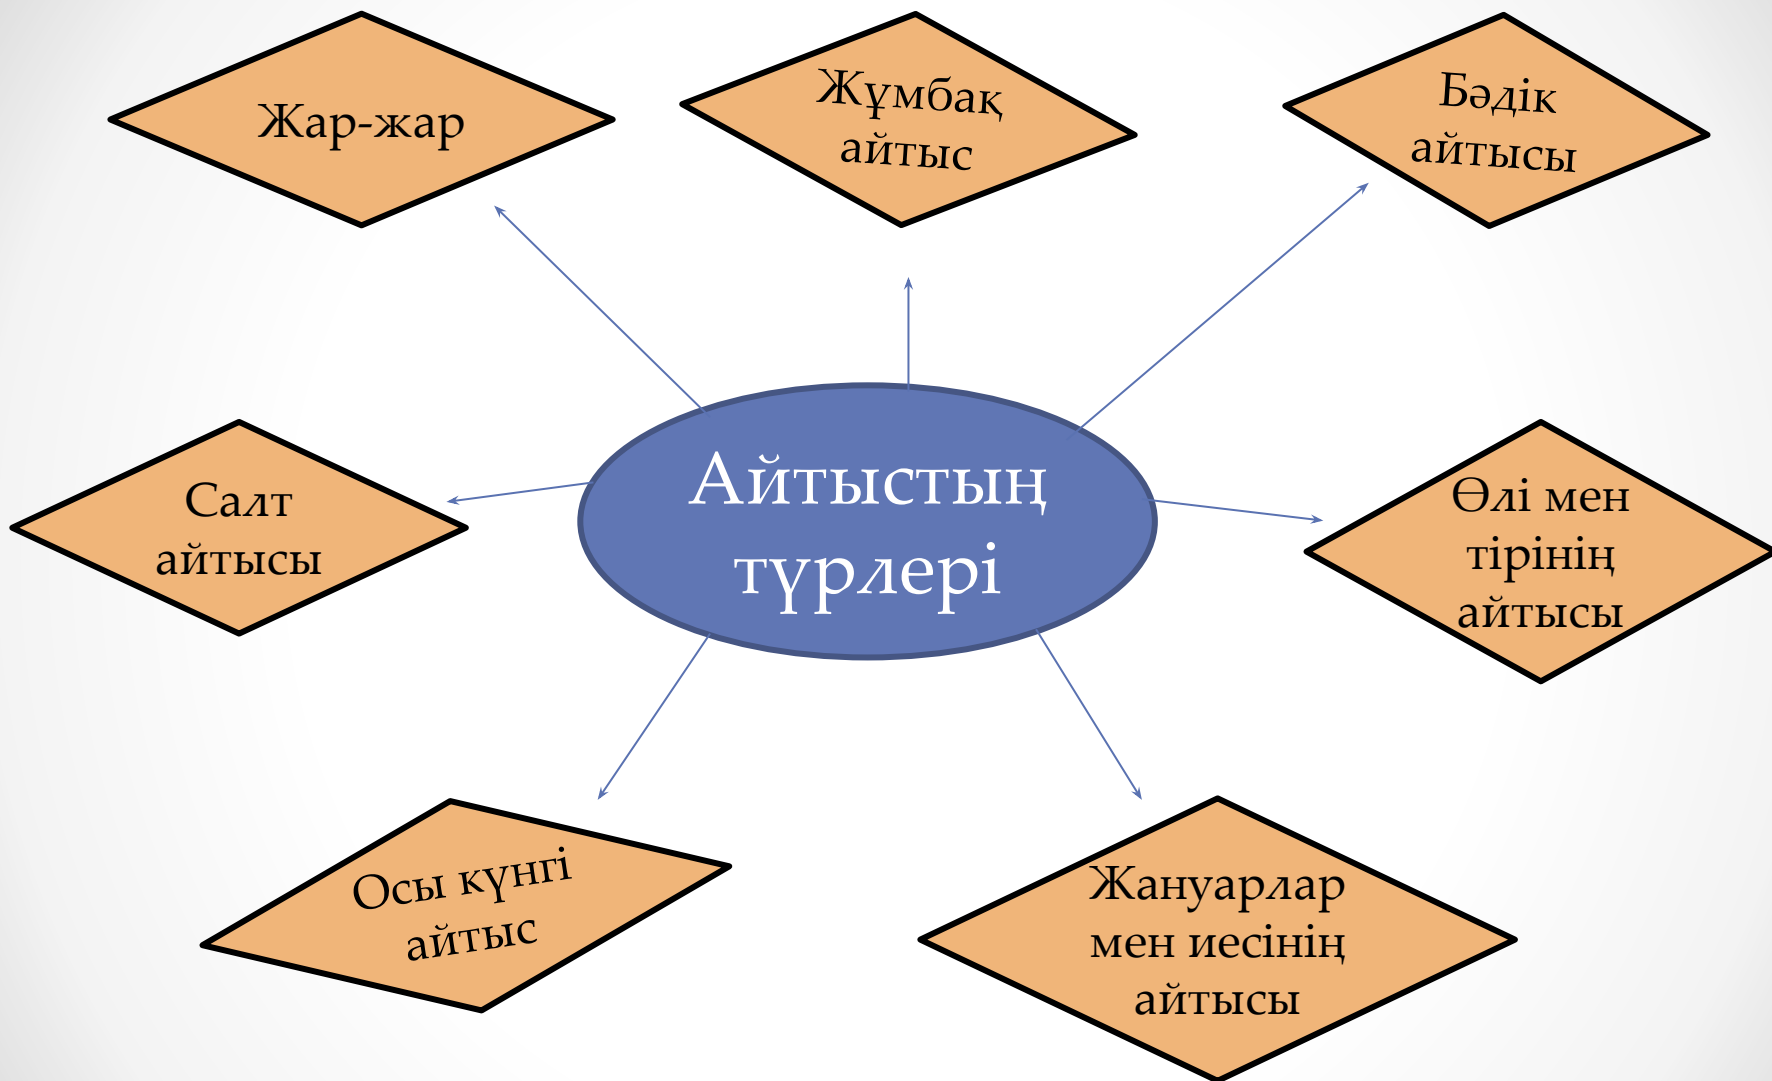 Жар-жар
Жұмбақ
айтыс
Бәдік
айтысы
Салт
айтысы
Айтыстың
түрлері
Өлі мен
тірінің
айтысы
Осы күнгі
айтыс
Жануарлар
мен иесінің
айтысы